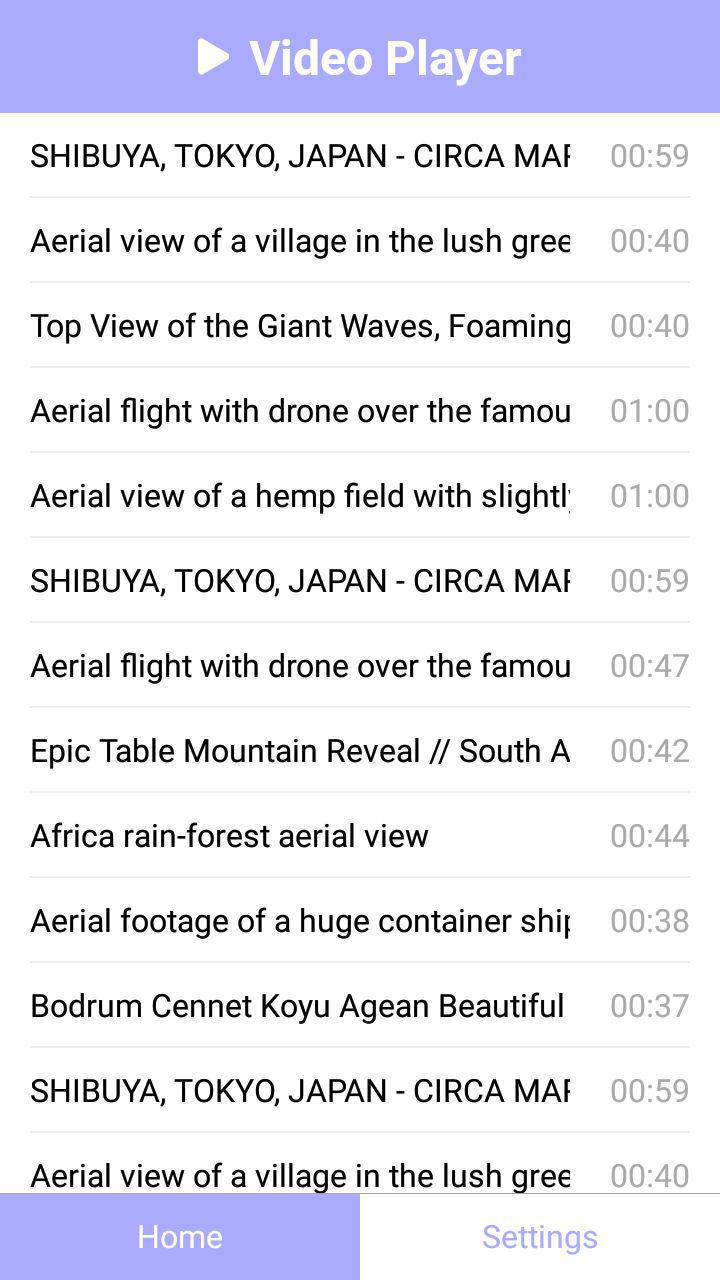 Video Player
SHIBUYA, TOKYO, JAPAN - CIRCA MAR 00:59
Aerial view of a village in the lush gree 00:40
Top View of the Giant Waves, Foaming 00:40
Aerial flight with drone over the famou 01:00
Aerial view of a hemp field with slightly 01:00
SHIBUYA, TOKYO, JAPAN - CIRCA MAR 00:59
Aerial flight with drone over the famou 00:47
Epic Table Mountain Reveal // South A 00:42
Africa rain-forest aerial view 00:44
Aerial footage of a huge container ship 00:38
Bodrum Cennet Koyu Agean Beautiful 00:37
SHIBUYA, TOKYO, JAPAN - CIRCA MAR 00:59
Aerial view of a village in the lush gree 00:40
Home Settings